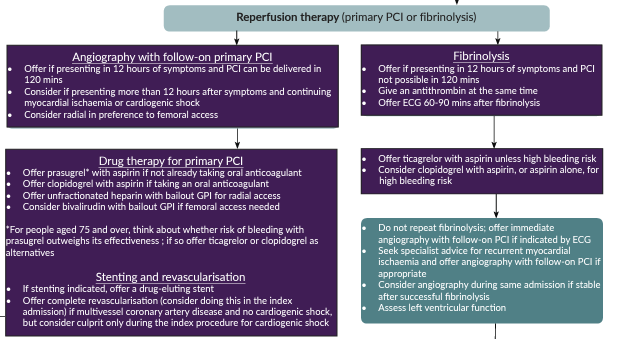 Reperfusion therapy (primary PCI or fibrinolysis)
Angiography with follow-on primary PCI
• Offer if presenting in 12 hours of symptoms and PCI can be delivered in
120 mins
• Consider if presenting more than 12 hours after symptoms and continuing
myocardial ischaemia or cardiogenic shock
• Consider radial in preference to femoral access
Drug therapy for primary PCI
• Offer prasugrel* with aspirin if not already taking oral anticoagulant
• Offer clopidogrel with aspirin if taking an oral anticoagulant
• Offer unfractionated heparin with bailout GPI for radial access
• Consider bivalirudin with bailout GPI if femoral access needed
*For people aged 75 and over, think about whether risk of bleeding with
prasugrel outweighs its effectiveness ; if so offer ticagrelor or clopidogrel as
alternatives
Stenting and revascularisation
• If stenting indicated, offer a drug-eluting stent
• Offer complete revascularisation (consider doing this in the index
admission) if multivessel coronary artery disease and no cardiogenic shock,
but consider culprit only during the index procedure for cardiogenic shock
Fibrinolysis
• Offer if presenting in 12 hours of symptoms and PCI
not possible in 120 mins
• Give an antithrombin at the same time
• Offer ECG 60-90 mins after fibrinolysis
• Offer ticagrelor with aspirin unless high bleeding risk
• Consider clopidogrel with aspirin, or aspirin alone, for
high bleeding risk
• Do not repeat fibrinolysis; offer immediate
angiography with follow-on PCI if indicated by ECG
• Seek specialist advice for recurrent myocardial
ischaemia and offer angiography with follow-on PCI if
appropriate
• Consider angiography during same admission if stable
after successful fibrinolysis
• Assess left ventricular function